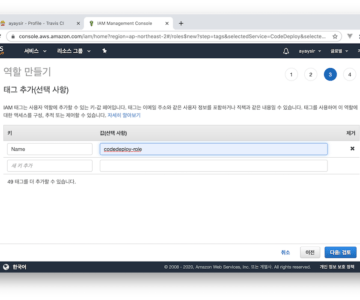 ayayoir - Profile - Travis CI
IAM Management Console
console.aws.amazon.com/iam/home?region=ap-northeast-2#/roles$new?step=tags&selectedService=CodeDeploy&selecte...
서비스
리소스 그룹
ayayoir
글로벌
역할 만들기
1 2 3 4
태그 추가(선택 사항)
IAM 태그는 사용자 역할에 추가할 수 있는 키-값 페어입니다. 태그는 이메일 주소와 같은 사용자 정보를 포함하거나 직책과 같은 내용일 수 있습니다. 태그를 사용하여 이 역할에
대한 액세스를 구성, 추적 또는 제어할 수 있습니다. 자세히 알아보기
키 값(선택 사항) 제거
Name codedeploy-role
새 키 추가
49 태그를 더 추가할 수 있습니다.
취소 이전 다음: 검토
한국어 © 2008 - 2020, Amazon Web Services, Inc. 또는 계열사. All rights reserved. 개인 정보 보호 정책